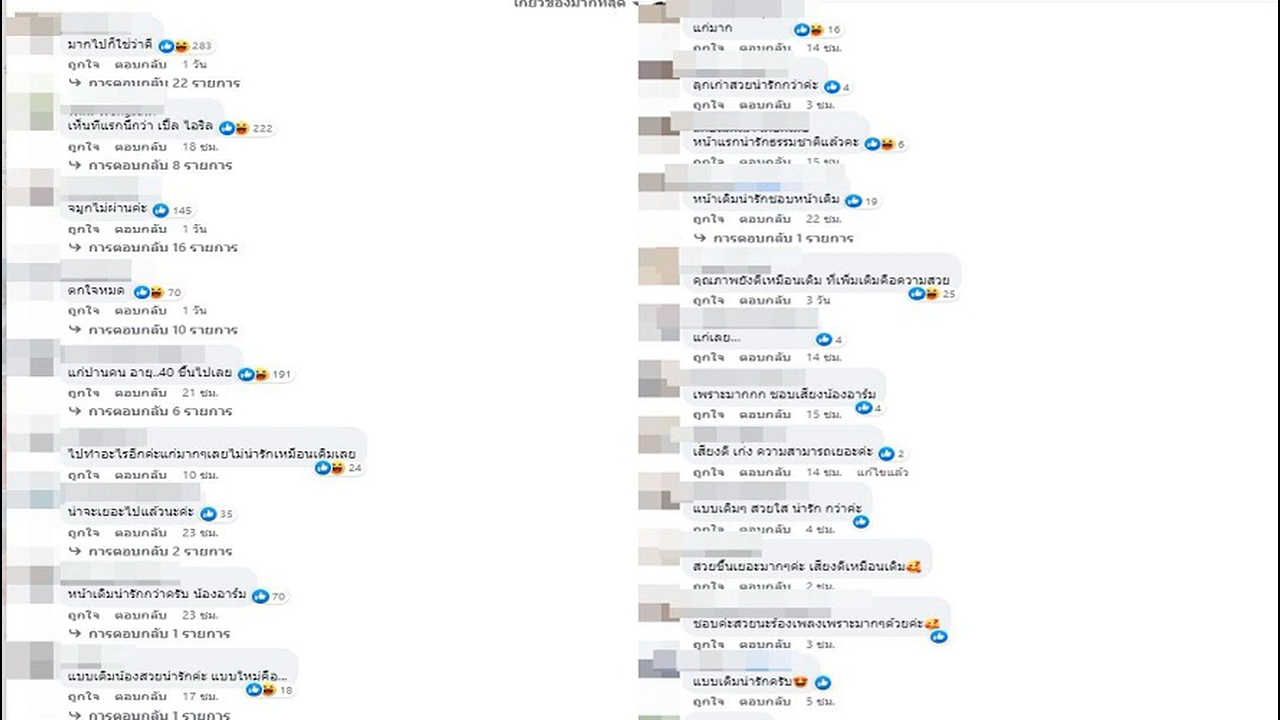 เกี่ยวข้องมากที่สุด
มากไปก็ใช่ว่าดี 283
ถูกใจ ตอบกลับ 1 วัน
การตอบกลับ 22 รายการ
เห็นทีแรกนึกว่า เปิ้ล ไอริล 222
ถูกใจ ตอบกลับ 18 ชม.
การตอบกลับ 8 รายการ
จมูกไม่ผ่านค่ะ 145
ถูกใจ ตอบกลับ 1 วัน
การตอบกลับ 16 รายการ
ตกใจหมด 70
ถูกใจ ตอบกลับ 1 วัน
การตอบกลับ 10 รายการ
แก่ปานคน อายุ..40 ขึ้นไปเลย 191
ถูกใจ ตอบกลับ 21 ชม.
การตอบกลับ 6 รายการ
ไปทำอะไรอีกค่ะแก่มากๆเลยไม่น่ารักเหมือนเดิมเลย
24
ถูกใจ ตอบกลับ 10 ชม.
น่าจะเยอะไปแล้วนะค่ะ 35
ถูกใจ ตอบกลับ 23 ชม.
การตอบกลับ 2 รายการ
หน้าเดิมน่ารักกว่าครับ น้องอาร์ม 70
ถูกใจ ตอบกลับ 23 ชม.
การตอบกลับ 1 รายการ
แบบเดิมน้องสวยน่ารักค่ะ แบบใหม่คือ...
18
ถูกใจ ตอบกลับ 17 ชม.
การตอบกลับ 1 รายการ
แก่มาก 16
ถูกใจ ตอบกลับ 14 ชม.
ลุกเก่าสวยน่ารักกว่าค่ะ 4
ถูกใจ ตอบกลับ 3 ชม.
หน้าแรกน่ารักธรรมชาติแล้วคะ 6
ถูกใจ ตอบกลับ 15 ชม.
หน้าเดิมน่ารักชอบหน้าเดิม 19
ถูกใจ ตอบกลับ 22 ชม.
การตอบกลับ 1 รายการ
คุณภาพยังดีเหมือนเดิม ที่เพิ่มเติมคือความสวย
25
ถูกใจ ตอบกลับ 3 วัน
แก่เลย... 4
ถูกใจ ตอบกลับ 14 ชม.
เพราะมากกก ชอบเสียงน้องอาร์ม
4
ถูกใจ ตอบกลับ 15 ชม.
เสียงดี เก่ง ความสามารถเยอะค่ะ 2
ถูกใจ ตอบกลับ 14 ชม. แก้ไขแล้ว
แบบเดิมๆ สวยใส น่ารัก กว่าค่ะ
ถูกใจ ตอบกลับ 4 ชม.
สวยขึ้นเยอะมากๆค่ะ เสียงดีเหมือนเดิม🥰
ถูกใจ ตอบกลับ 2 ชม.
ชอบค่ะสวยนะร้องเพลงเพราะมากๆด้วยค่ะ🥰
ถูกใจ ตอบกลับ 3 ชม.
แบบเดิมน่ารักครับ😍
ถูกใจ ตอบกลับ 5 ชม.